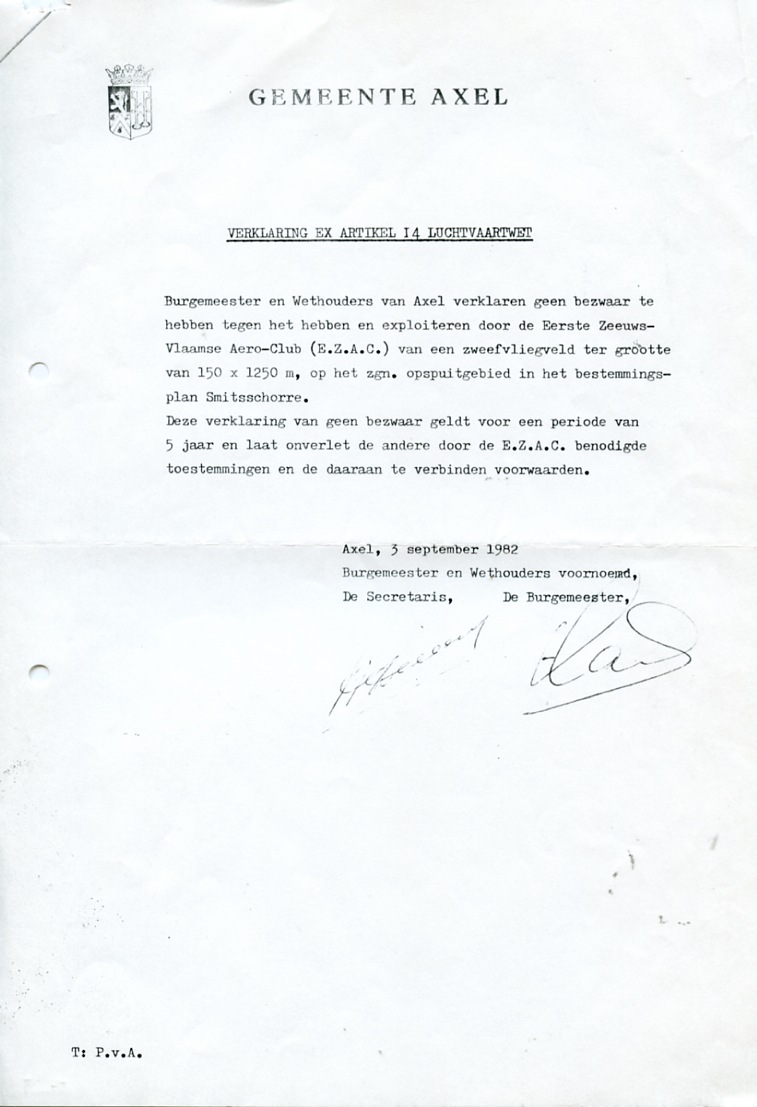 GEMEENTE AXEL
VERKLARING EX ARTIKEL I4 LUCHTVAARTWET
Burgemeester en Wethouders van Axel verklaren geen bezwaar te
hebben tegen het hebben en exploiteren door de Eerste Zeeuws-
Vlaamse Aero-Club (E.Z.A.C.) van een zweefvliegveld ter grootte
van 150 x 1250 m, op het zgn. opspuitgebied in het bestemmings-
plan Smitsschorre.
Deze verklaring van geen bezwaar geldt voor een periode van
5 jaar en laat onverlet de andere door de E.Z.A.C. benodigde
toestemmingen en de daaraan te verbinden voorwaarden.
Axel, 3 september 1982
Burgemeester en Wethouders voornoemd,
De Secretaris, De Burgemeester,
T: P.v.A.